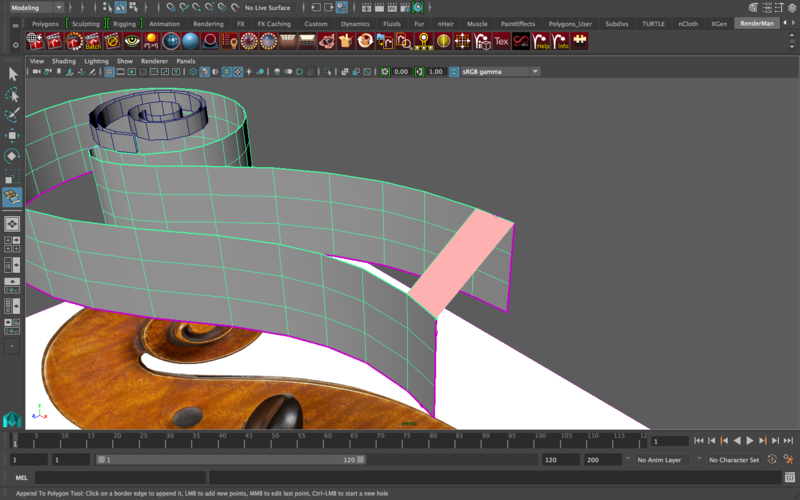 Modeling No Live Surface
Polygons Sculpting Rigging Animation Rendering FX FX Caching Custom Dynamics Fluids Fur nHair Muscle PaintEffects Polygons_User Subdivs TURTLE nCloth XGen RenderMan
Batch Tex Help Info
View Shading Lighting Show Renderer Panels
0.00 1.00 sRGB gamma
5 10 15 20 25 30 35 40 45 50 55 60 65 70 75 80 85 90 95 100 105 110 115 12
1 1
1 1 1 120 120 200 No Anim Layer No Character Set
MEL
Append To Polygon Tool: Click on a border edge to append it, LMB to add new points, MMB to edit last point, Ctrl-LMB to start a new hole